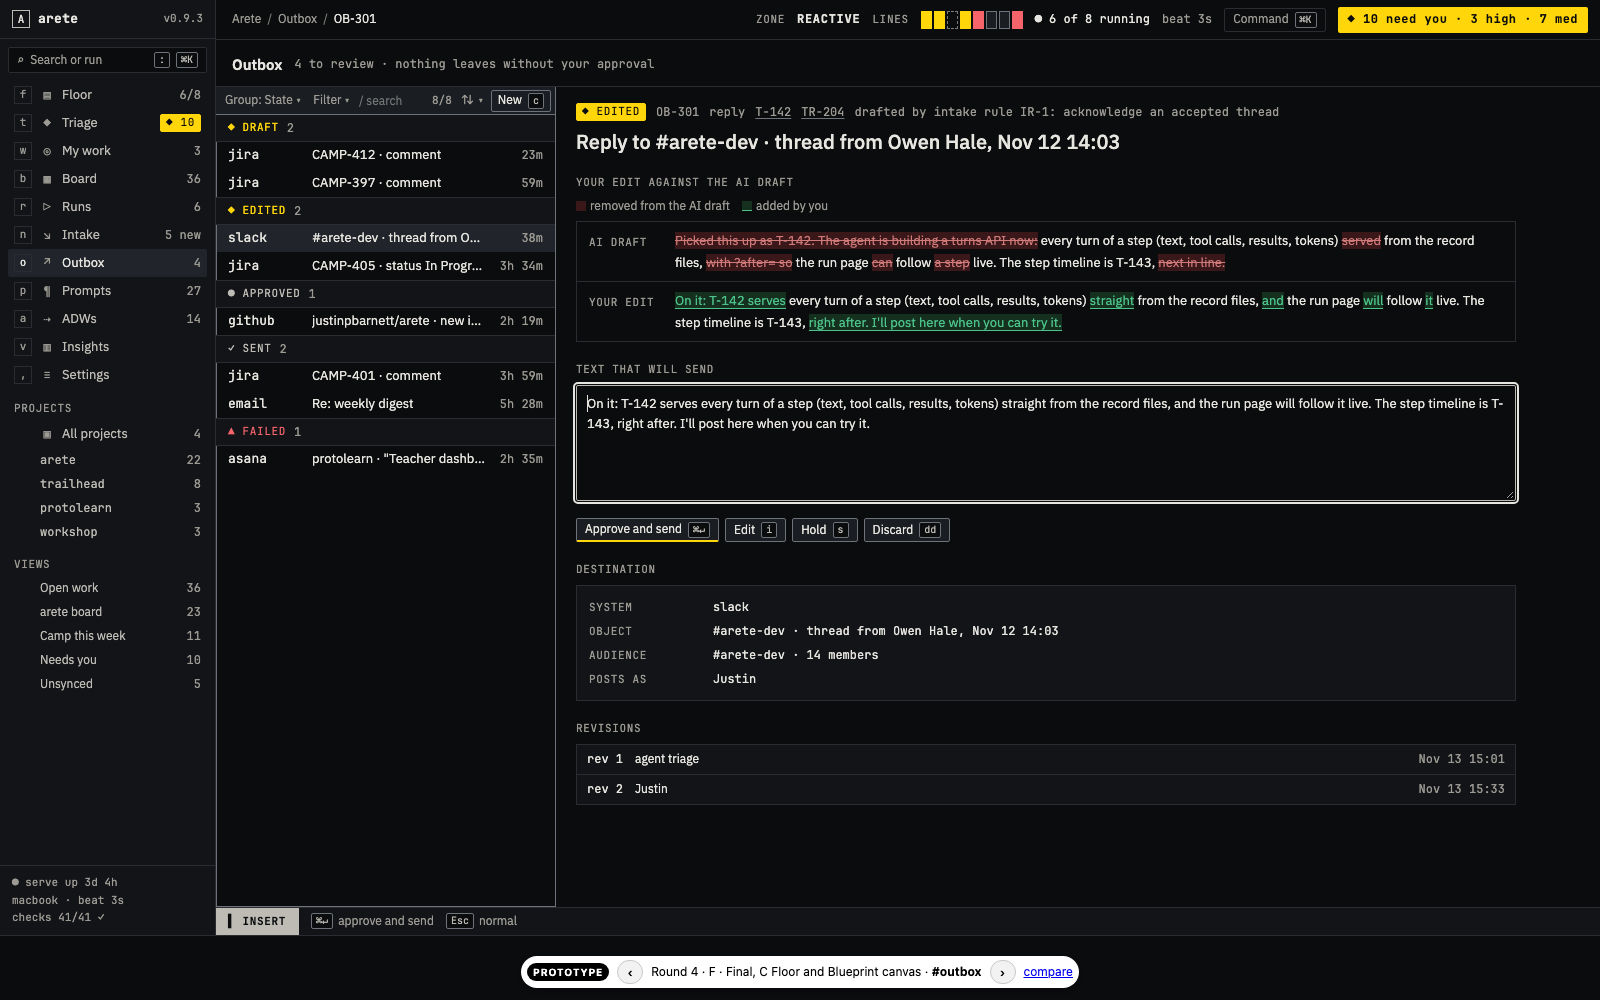 A arete v0.9.3
Search or run : ⌘K
f Floor 6/8
t Triage 10
w My work 3
b Board 36
r Runs 6
n Intake 5 new
o Outbox 4
p Prompts 27
a ADWs 14
v Insights
, Settings
PROJECTS
All projects 4
arete 22
trailhead 8
protolearn 3
workshop 3
VIEWS
Open work 36
arete board 23
Camp this week 11
Needs you 10
Unsynced 5
serve up 3d 4h
macbook · beat 3s
checks 41/41 ✓
Arete / Outbox / OB-301
ZONE REACTIVE LINES 6 of 8 running beat 3s Command ⌘K ◆ 10 need you · 3 high · 7 med
Outbox 4 to review · nothing leaves without your approval
Group: State Filter / search 8/8 New c
◆ DRAFT 2
jira CAMP-412 · comment 23m
jira CAMP-397 · comment 59m
◆ EDITED 2
slack #arete-dev · thread from O... 38m
jira CAMP-405 · status In Progr... 3h 34m
● APPROVED 1
github justinpbarnett/arete · new i... 2h 19m
✓ SENT 2
jira CAMP-401 · comment 3h 59m
email Re: weekly digest 5h 28m
▲ FAILED 1
asana protolearn · "Teacher dashb... 2h 35m
◆ EDITED OB-301 reply T-142 TR-204 drafted by intake rule IR-1: acknowledge an accepted thread
Reply to #arete-dev · thread from Owen Hale, Nov 12 14:03
YOUR EDIT AGAINST THE AI DRAFT
removed from the AI draft added by you
AI DRAFT Picked this up as T-142. The agent is building a turns API now: every turn of a step (text, tool calls, results, tokens) served from the record
files, with ?after= so the run page can follow a step live. The step timeline is T-143, next in line.
YOUR EDIT On it: T-142 serves every turn of a step (text, tool calls, results, tokens) straight from the record files, and the run page will follow it live. The
step timeline is T-143, right after. I'll post here when you can try it.
TEXT THAT WILL SEND
On it: T-142 serves every turn of a step (text, tool calls, results, tokens) straight from the record files, and the run page will follow it live. The step timeline is T-
143, right after. I'll post here when you can try it.
Approve and send ⌘↵ Edit i Hold s Discard dd
DESTINATION
SYSTEM slack
OBJECT #arete-dev · thread from Owen Hale, Nov 12 14:03
AUDIENCE #arete-dev · 14 members
POSTS AS Justin
REVISIONS
rev 1 agent triage Nov 13 15:01
rev 2 Justin Nov 13 15:33
INSERT ⌘↵ approve and send Esc normal
PROTOTYPE ‹ Round 4 · F · Final, C Floor and Blueprint canvas · #outbox › compare